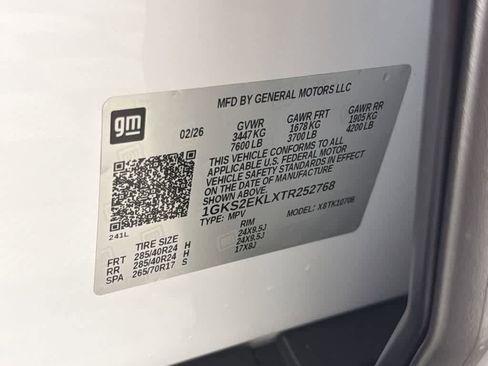 MFD BY GENERAL MOTORS LLC
gm
02/26
GVWR GAWR FRT GAWR RR
3447 KG 1678 KG 1905 KG
7600 LB 3700 LB 4200 LB
THIS VEHICLE CONFORMS TO ALL
APPLICABLE U.S. FEDERAL MOTOR
VEHICLE SAFETY STANDARDS IN EFFECT
ON THE DATE OF MANUFACTURE
SHOWN ABOVE.
1GKS2EKLXTR252768
TYPE: MPV MODEL: X8TK10706
241L
TIRE SIZE RIM
FRT 285/40R24 H 24X9.5J
RR 285/40R24 H 24X9.5J
SPA 265/70R17 S 17X8J